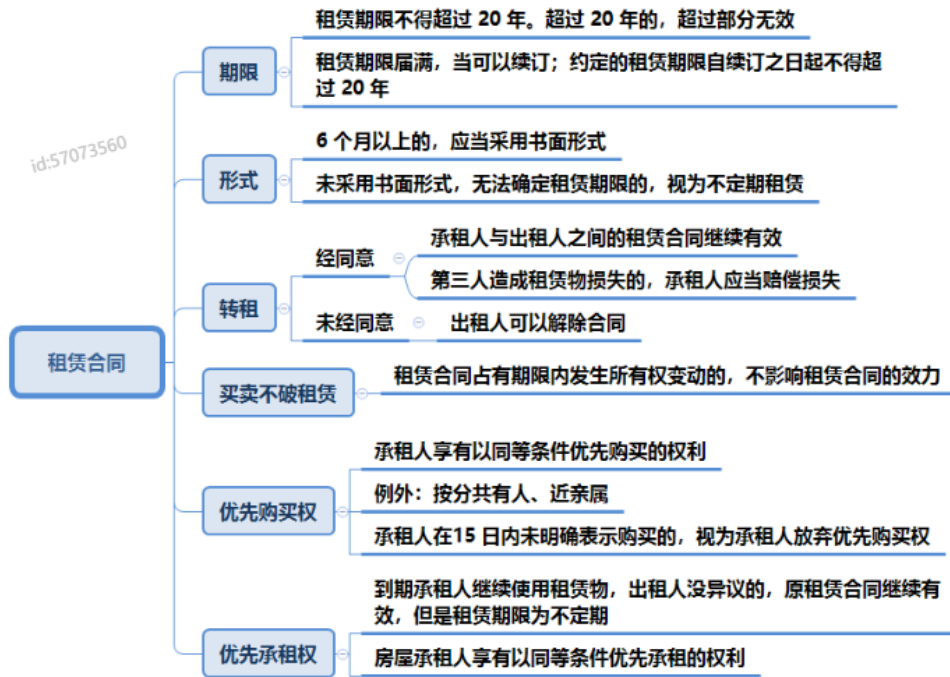 租赁期限不得超过 20 年。超过 20 年的，超过部分无效
期限
租赁期限届满，当可以续订；约定的租赁期限自续订之日起不得超
过 20 年
id:57073560
6 个月以上的，应当采用书面形式
形式
未采用书面形式，无法确定租赁期限的，视为不定期租赁
承租人与出租人之间的租赁合同继续有效
经同意
第三人造成租赁物损失的，承租人应当赔偿损失
转租
未经同意
出租人可以解除合同
租赁合同
租赁合同占有期限内发生所有权变动的，不影响租赁合同的效力
买卖不破租赁
承租人享有以同等条件优先购买的权利
例外：按分共有人、近亲属
优先购买权
承租人在15 日内未明确表示购买的，视为承租人放弃优先购买权
到期承租人继续使用租赁物，出租人没异议的，原租赁合同继续有
效，但是租赁期限为不定期
优先承租权
房屋承租人享有以同等条件优先承租的权利